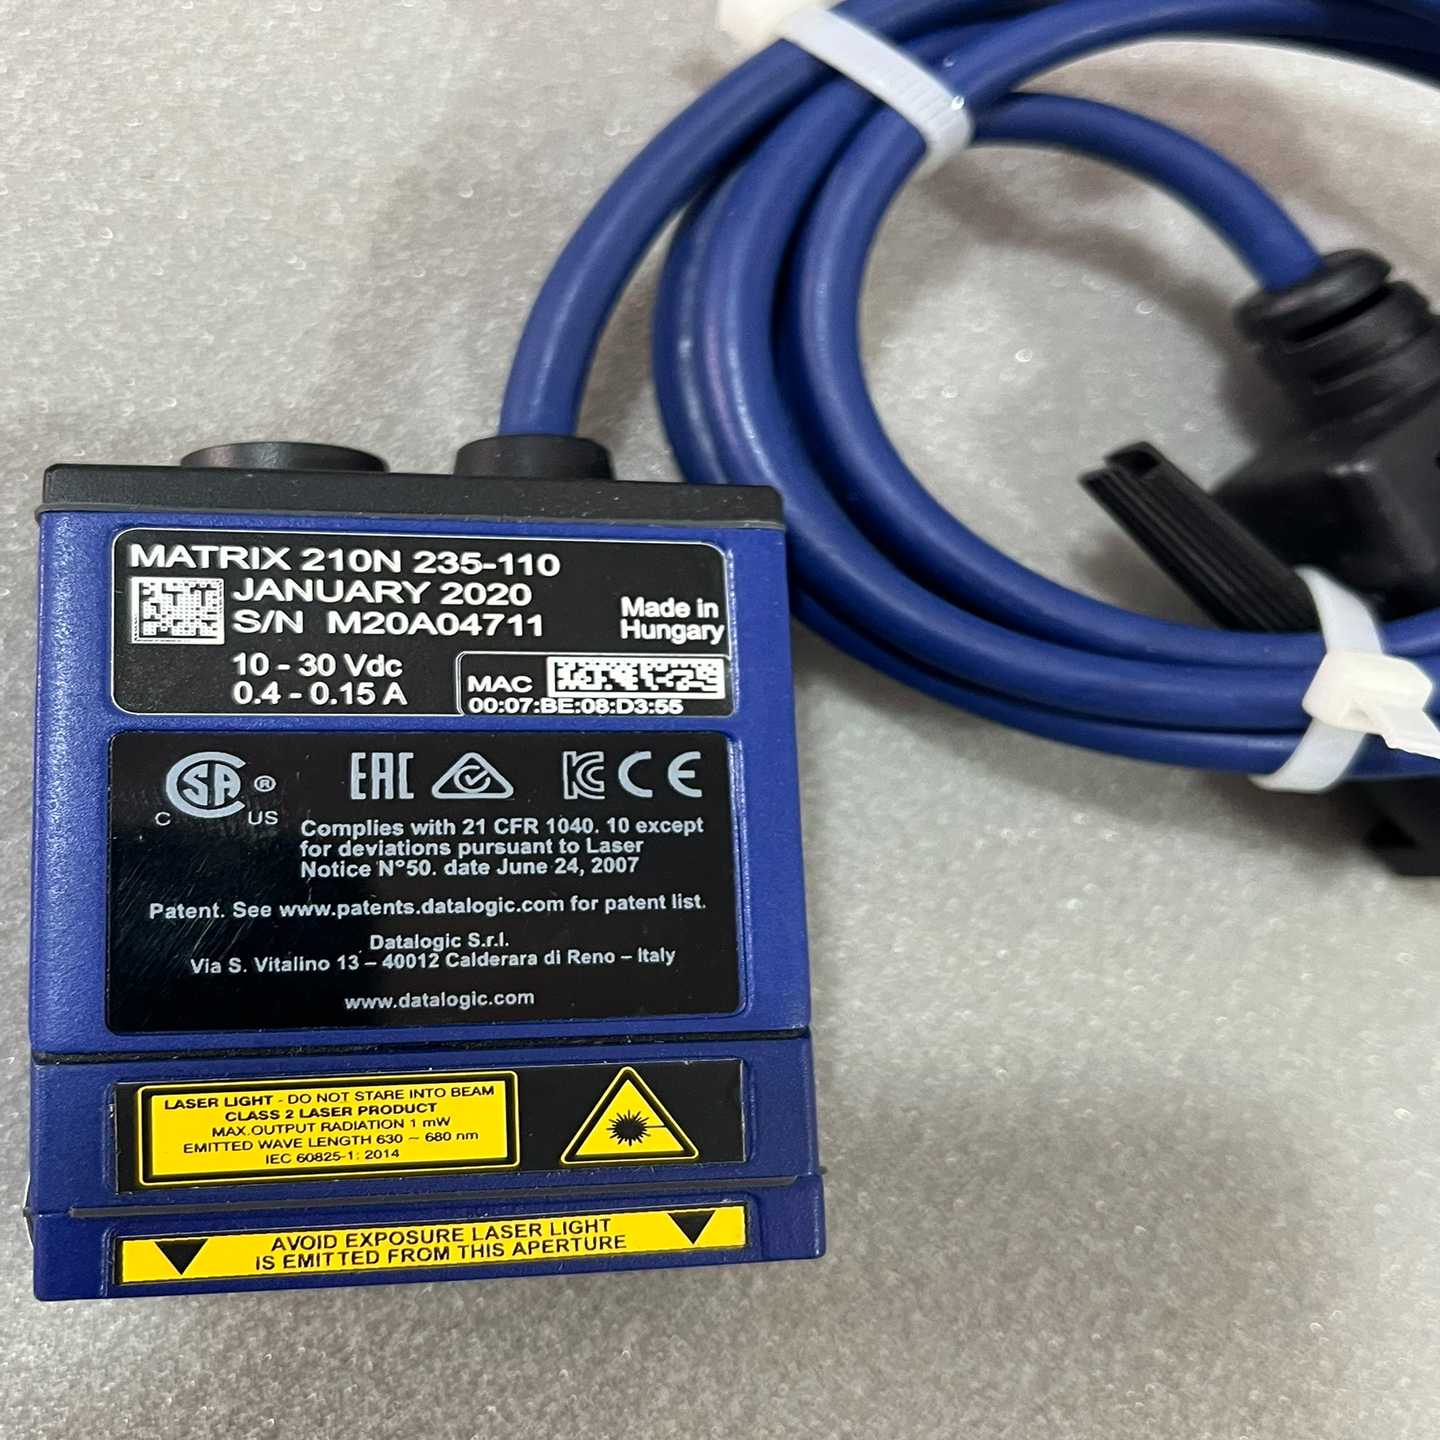 MATRIX 210N 235-110
JANUARY 2020
S/N M20A04711
Made in
Hungary
10 - 30 Vdc
0.4 - 0.15 A
MAC
00:07:BE:08:D3:55
CSA ®
C US
EAC
KC CE
Complies with 21 CFR 1040. 10 except
for deviations pursuant to Laser
Notice N°50. date June 24, 2007
Patent. See www.patents.datalogic.com for patent list.
Datalogic S.r.l.
Via S. Vitalino 13 – 40012 Calderara di Reno – Italy
www.datalogic.com
LASER LIGHT - DO NOT STARE INTO BEAM
CLASS 2 LASER PRODUCT
MAX.OUTPUT RADIATION 1 mW
EMITTED WAVE LENGTH 630 ~ 680 nm
IEC 60825-1: 2014
AVOID EXPOSURE LASER LIGHT
IS EMITTED FROM THIS APERTURE